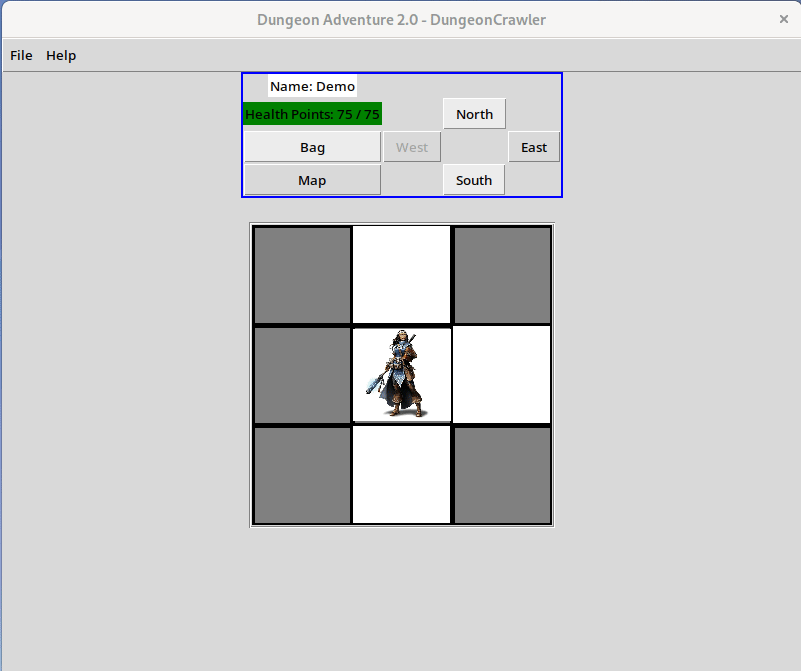 Dungeon Adventure 2.0 - DungeonCrawler
File Help
Name: Demo
Health Points: 75 / 75
North
Bag
West
East
Map
South